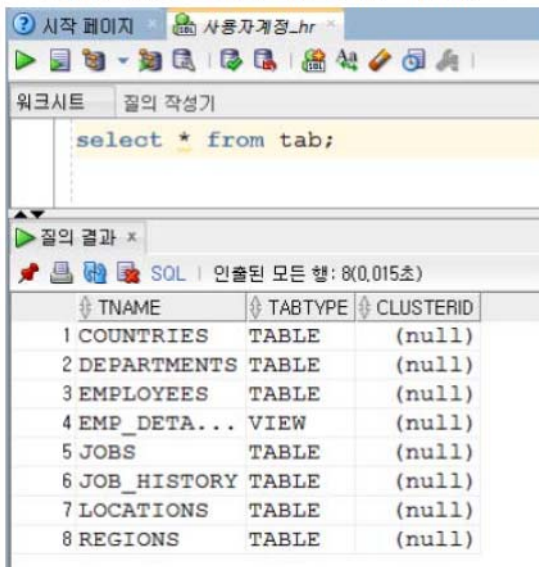 시작 페이지 사용자계정_hr
워크시트 질의 작성기
select * from tab;
질의 결과
SQL | 인출된 모든 행: 8(0,015초)
TNAME TABTYPE CLUSTERID
1 COUNTRIES TABLE (null)
2 DEPARTMENTS TABLE (null)
3 EMPLOYEES TABLE (null)
4 EMP_DETA... VIEW (null)
5 JOBS TABLE (null)
6 JOB_HISTORY TABLE (null)
7 LOCATIONS TABLE (null)
8 REGIONS TABLE (null)